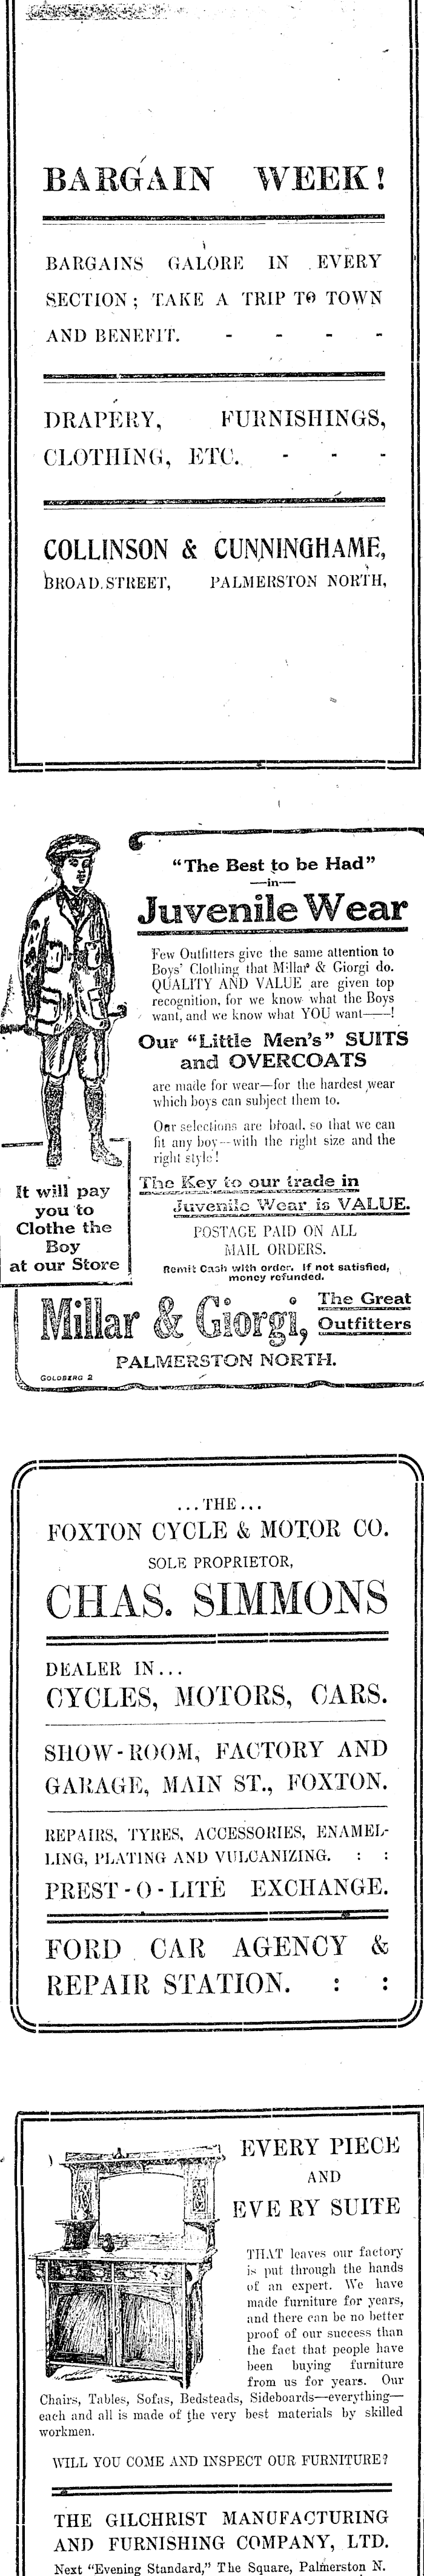 BARGAIN WEEK!
BARGAINS GALORE IN EVERY
SECTION; TAKE A TRIP TO TOWN
AND BENEFIT. - - - -
DRAPERY, FURNISHINGS,
CLOTHING, ETC. - - -
COLLINSON & CUNNINGHAME,
BROAD STREET, PALMERSTON NORTH,
"The Best to be Had"
—in—
Juvenile Wear
Few Outfitters give the same attention to
Boys' Clothing that Millar & Giorgi do.
QUALITY AND VALUE are given top
recognition, for we know what the Boys
want, and we know what YOU want——!
Our "Little Men's" SUITS
and OVERCOATS
are made for wear—for the hardest wear
which boys can subject them to.
Our selections are broad, so that we can
fit any boy--with the right size and the
right style!
The Key to our trade in
Juvenile Wear is VALUE.
POSTAGE PAID ON ALL
MAIL ORDERS.
Remit Cash with order. If not satisfied,
money refunded.
It will pay
you to
Clothe the
Boy
at our Store
Millar & Giorgi,
The Great
Outfitters
PALMERSTON NORTH.
GOLDBERG 2
...THE...
FOXTON CYCLE & MOTOR CO.
SOLE PROPRIETOR,
CHAS. SIMMONS
DEALER IN...
CYCLES, MOTORS, CARS.
SHOW-ROOM, FACTORY AND
GARAGE, MAIN ST., FOXTON.
REPAIRS, TYRES, ACCESSORIES, ENAMEL-
LING, PLATING AND VULCANIZING. : :
PREST-O-LITE EXCHANGE.
FORD CAR AGENCY &
REPAIR STATION. : :
EVERY PIECE
AND
EVE RY SUITE
THAT leaves our factory
is put through the hands
of an expert. We have
made furniture for years,
and there can be no better
proof of our success than
the fact that people have
been buying furniture
from us for years. Our
Chairs, Tables, Sofas, Bedsteads, Sideboards—everything—
each and all is made of the very best materials by skilled
workmen.
WILL YOU COME AND INSPECT OUR FURNITURE?
THE GILCHRIST MANUFACTURING
AND FURNISHING COMPANY, LTD.
Next "Evening Standard," The Square, Palmerston N.